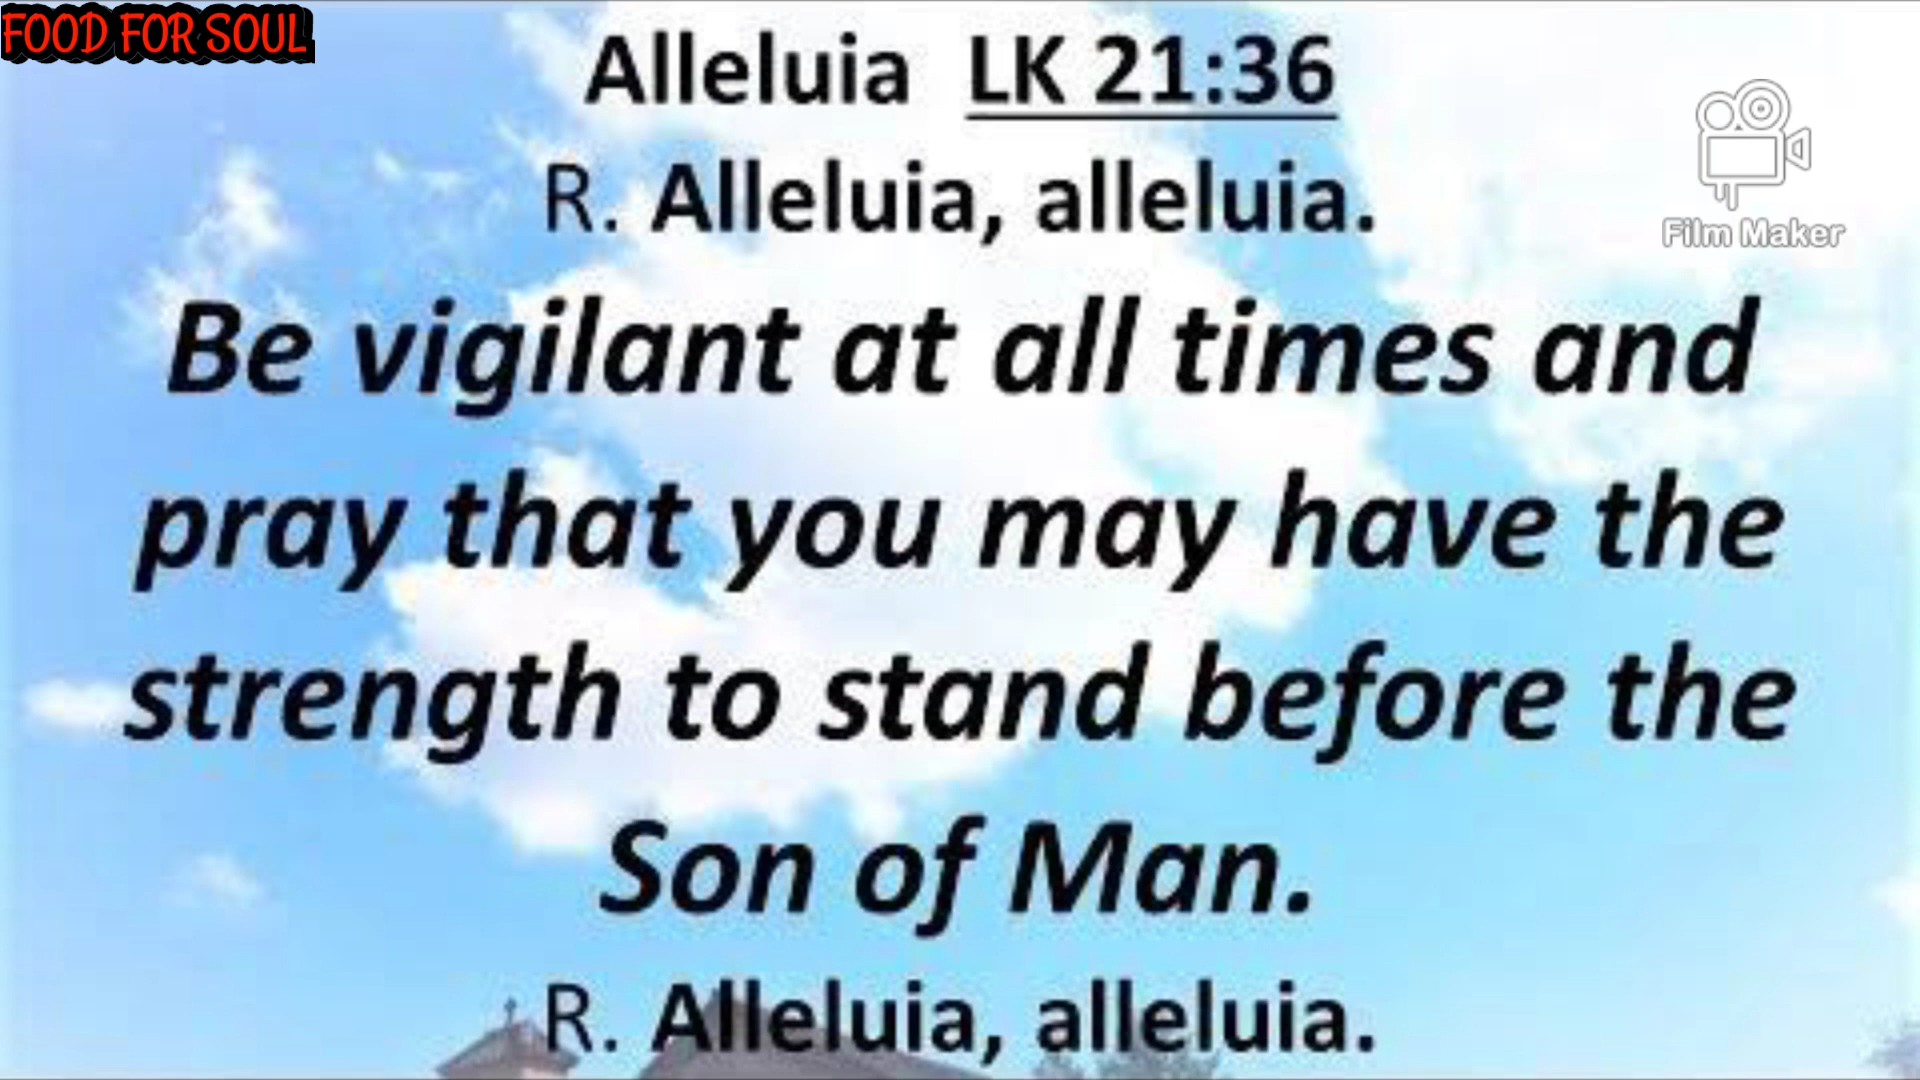 FOOD FOR SOUL
Alleluia LK 21:36
R. Alleluia, alleluia.
Film Maker
Be vigilant at all times and
pray that you may have the
strength to stand before the
Son of Man.
R. Alleluia, alleluia.